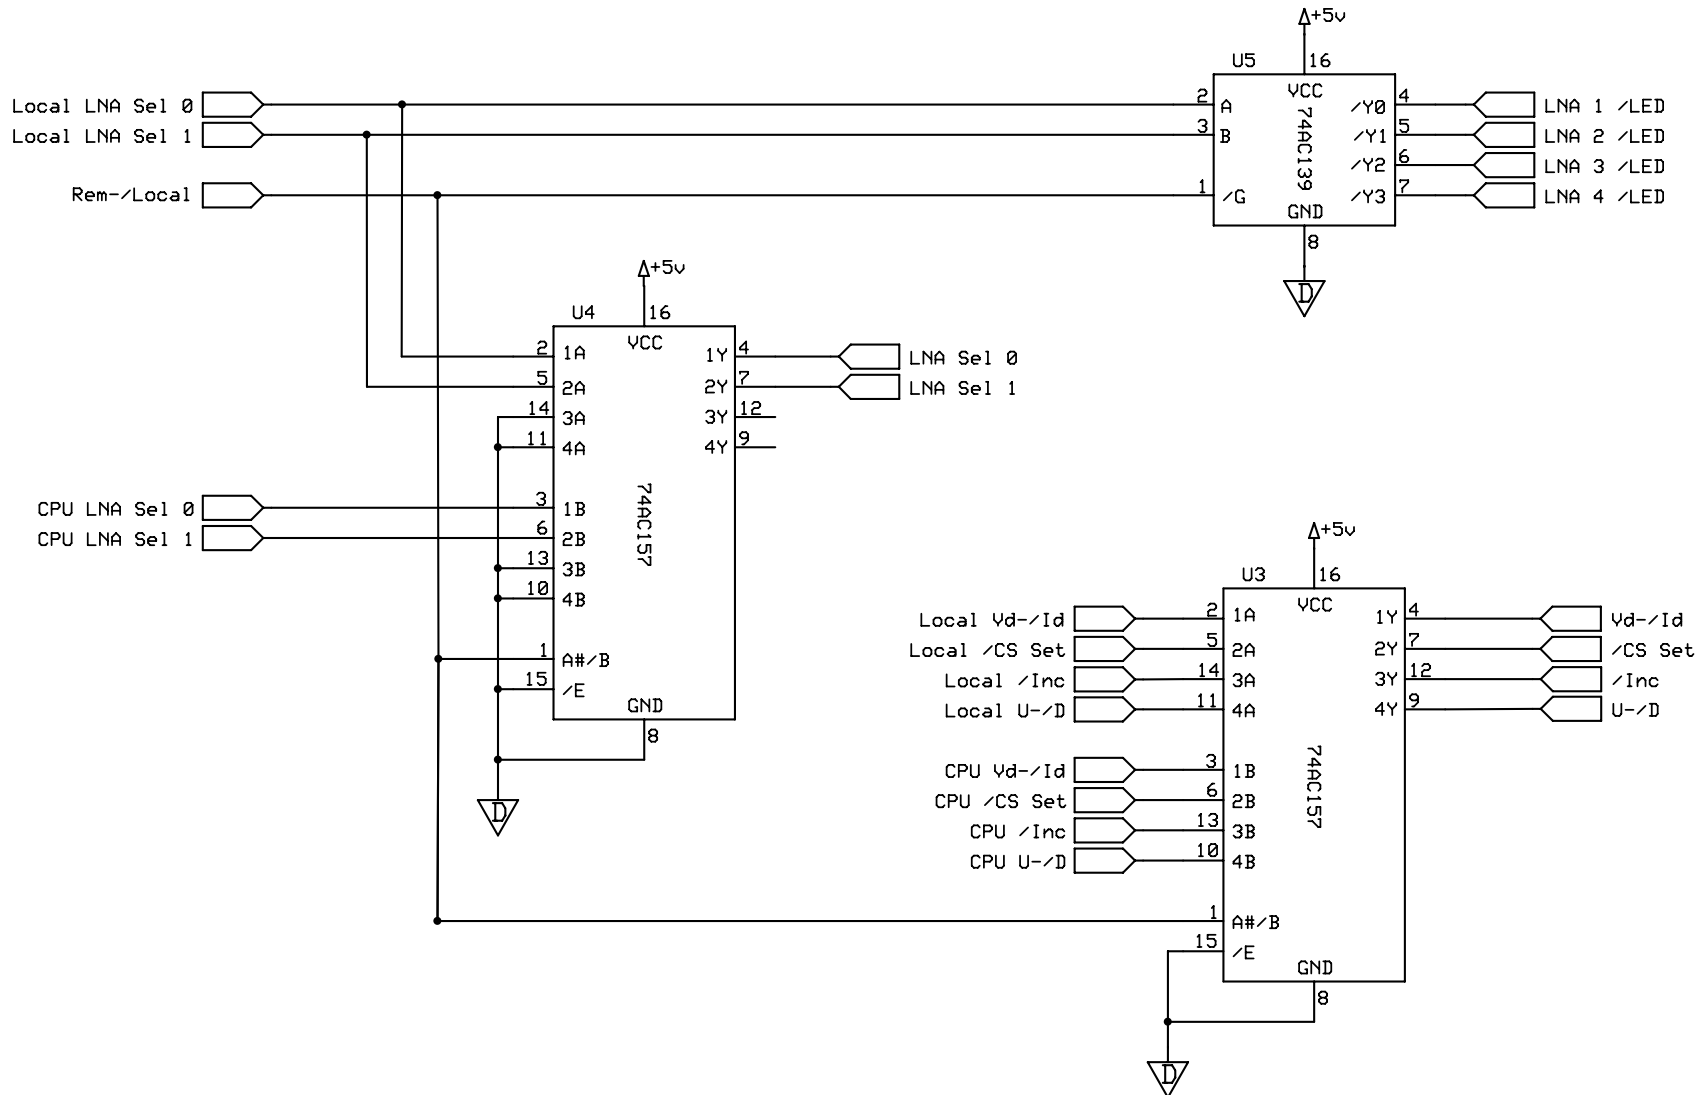 +5v
U5
16
VCC
Local LNA Sel 0
2
A
74AC139
/Y0
4
LNA 1 /LED
Local LNA Sel 1
3
B
/Y1
5
LNA 2 /LED
/Y2
6
LNA 3 /LED
Rem-/Local
1
/G
/Y3
7
LNA 4 /LED
GND
8
D
+5v
U4
16
VCC
2
1A
1Y
4
LNA Sel 0
5
2A
2Y
7
LNA Sel 1
14
3A
3Y
12
11
4A
4Y
9
74AC157
CPU LNA Sel 0
3
1B
CPU LNA Sel 1
6
2B
13
3B
10
4B
1
A#/B
15
/E
GND
8
D
+5v
U3
16
VCC
Local Vd-/Id
2
1A
1Y
4
Vd-/Id
Local /CS Set
5
2A
2Y
7
/CS Set
Local /Inc
14
3A
3Y
12
/Inc
Local U-/D
11
4A
4Y
9
U-/D
74AC157
CPU Vd-/Id
3
1B
CPU /CS Set
6
2B
CPU /Inc
13
3B
CPU U-/D
10
4B
1
A#/B
15
/E
GND
8
D